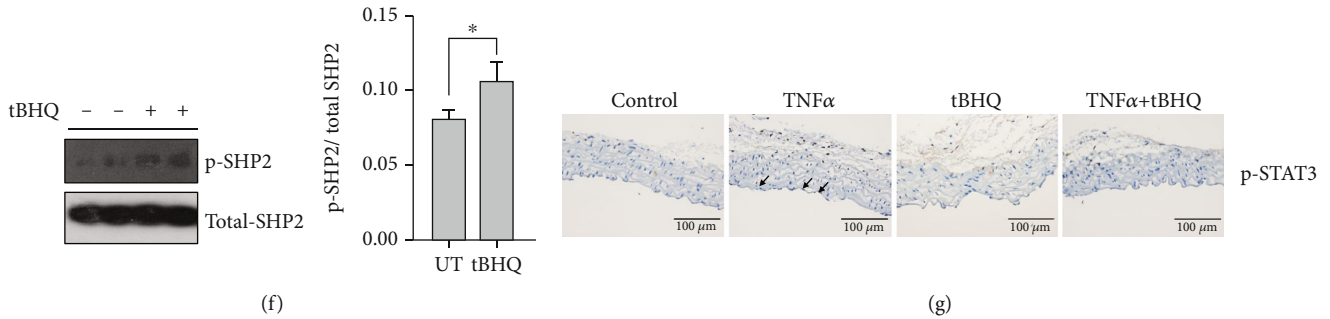 tBHQ – – + +
p-SHP2
Total-SHP2
(f)
p-SHP2/ total SHP2
0.15
0.10
0.05
0.00
*
UT tBHQ
Control TNFα tBHQ TNFα+tBHQ
100 μm 100 μm 100 μm 100 μm
p-STAT3
(g)